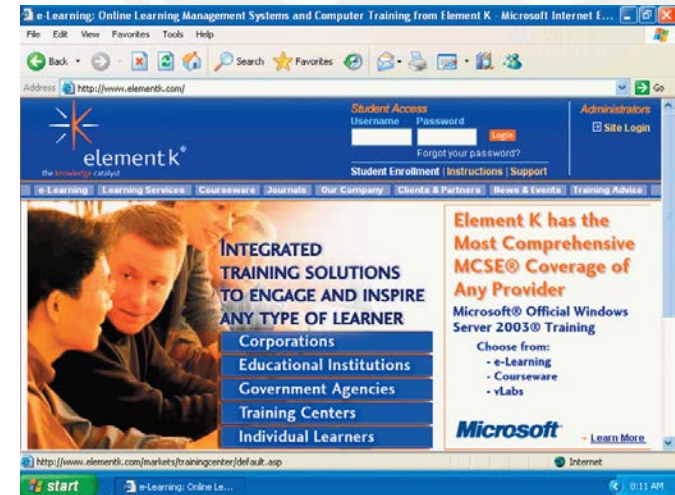 e-Learning: Online Learning Management Systems and Computer Training from Element K - Microsoft Internet E...
File Edit View Favorites Tools Help
Back Search Favorites
Address http://www.elementk.com/ Go
Student Access
Username Password
Login
Forgot your password?
Student Enrollment | Instructions | Support
Administrators
Site Login
elementk®
the knowledge catalyst
e-Learning Learning Services Courseware Journals Our Company Clients & Partners News & Events Training Advice
INTEGRATED
TRAINING SOLUTIONS
TO ENGAGE AND INSPIRE
ANY TYPE OF LEARNER
Corporations
Educational Institutions
Government Agencies
Training Centers
Individual Learners
Element K has the
Most Comprehensive
MCSE® Coverage of
Any Provider
Microsoft® Official Windows
Server 2003® Training
Choose from:
- e-Learning
- Courseware
- vLabs
Microsoft
Learn More
http://www.elementk.com/markets/trainingcenter/default.asp Internet
start e-Learning: Online Le... 8:11 AM